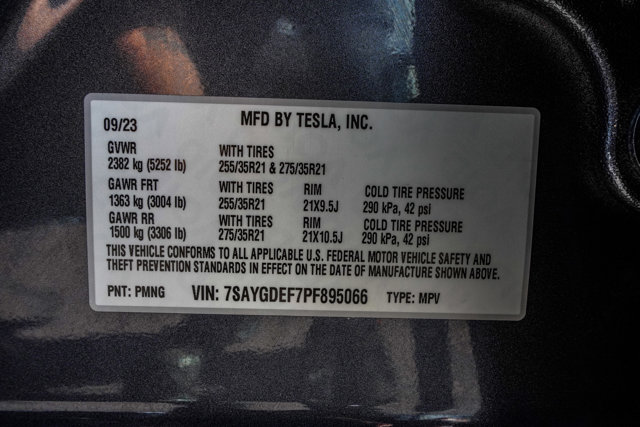 09/23 MFD BY TESLA, INC.
GVWR WITH TIRES
2382 kg (5252 lb) 255/35R21 & 275/35R21
GAWR FRT WITH TIRES RIM COLD TIRE PRESSURE
1363 kg (3004 lb) 255/35R21 21X9.5J 290 kPa, 42 psi
GAWR RR WITH TIRES RIM COLD TIRE PRESSURE
1500 kg (3306 lb) 275/35R21 21X10.5J 290 kPa, 42 psi
THIS VEHICLE CONFORMS TO ALL APPLICABLE U.S. FEDERAL MOTOR VEHICLE SAFETY AND
THEFT PREVENTION STANDARDS IN EFFECT ON THE DATE OF MANUFACTURE SHOWN ABOVE.
PNT: PMNG VIN: 7SAYGDEF7PF895066 TYPE: MPV